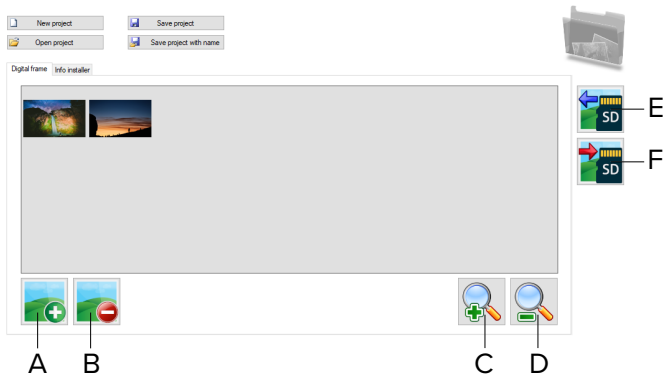 New project
Save project
Open project
Save project with name
Digital frame
Info installer
SD
E
SD
F
A
B
C
D